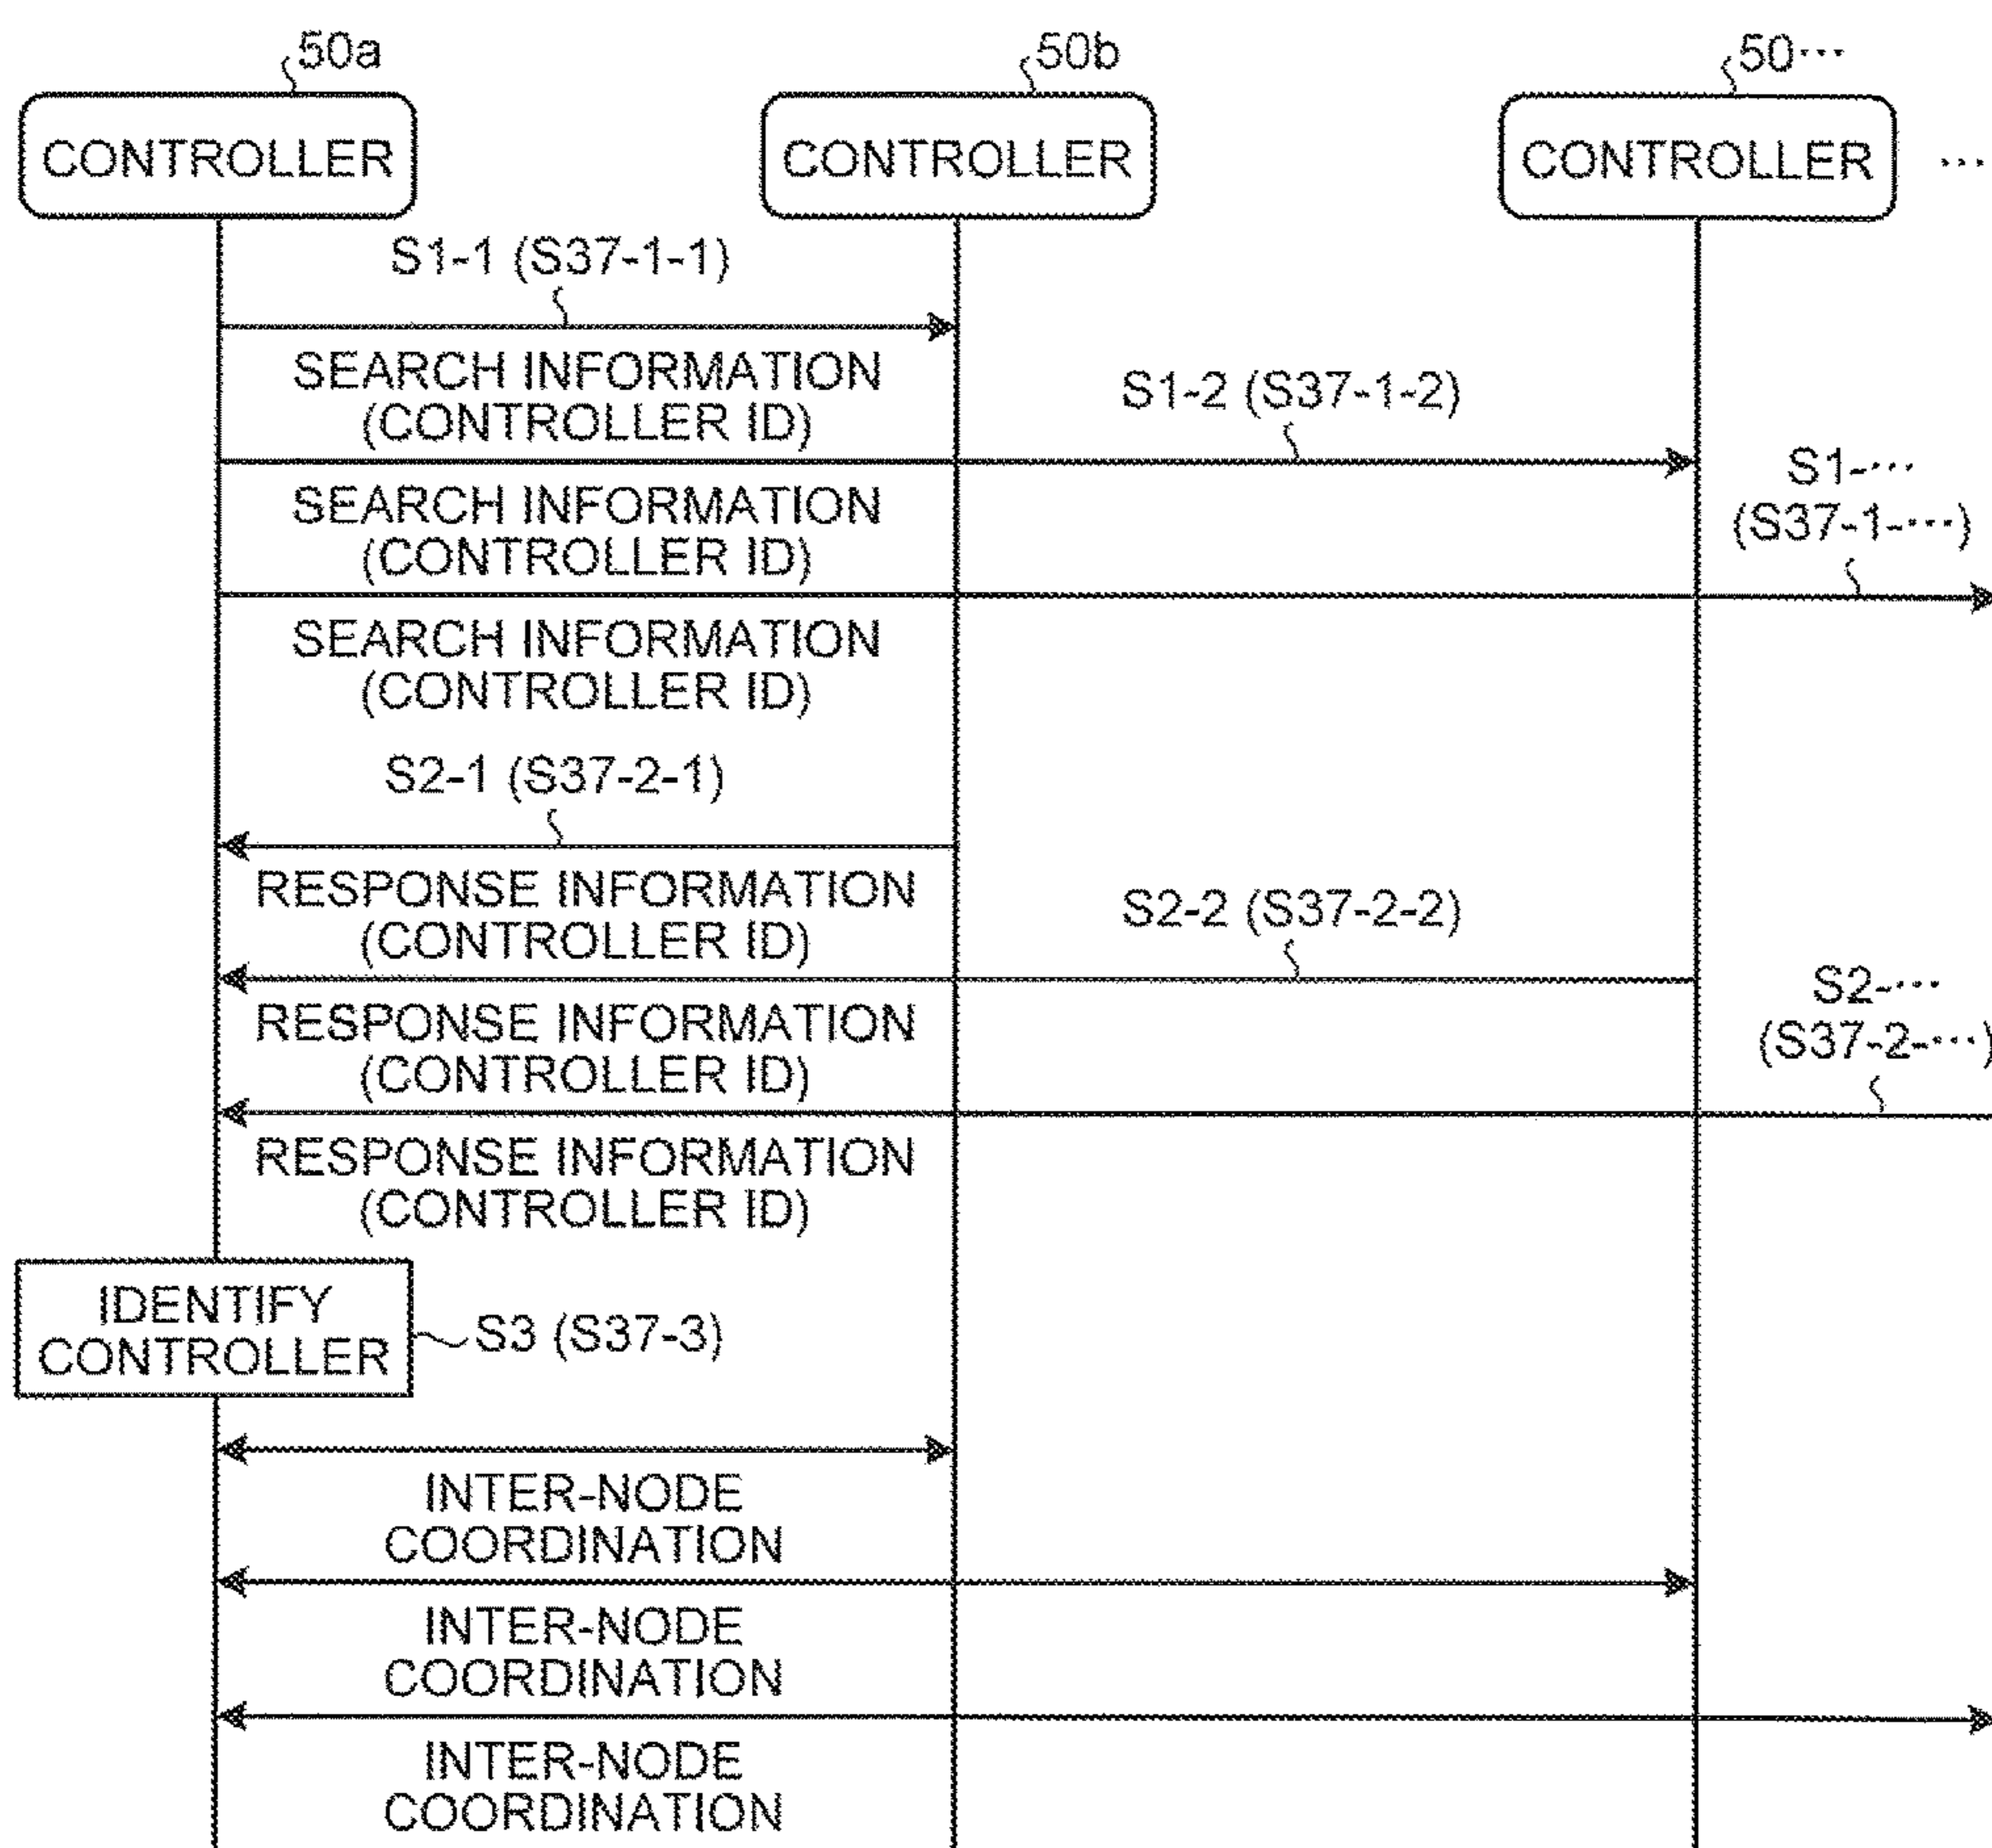 50a
50b
50···
CONTROLLER
CONTROLLER
CONTROLLER
···
S1-1 (S37-1-1)
SEARCH INFORMATION
(CONTROLLER ID)
S1-2 (S37-1-2)
SEARCH INFORMATION
(CONTROLLER ID)
S1-···
(S37-1-···)
SEARCH INFORMATION
(CONTROLLER ID)
S2-1 (S37-2-1)
RESPONSE INFORMATION
(CONTROLLER ID)
S2-2 (S37-2-2)
RESPONSE INFORMATION
(CONTROLLER ID)
S2-···
(S37-2-···)
RESPONSE INFORMATION
(CONTROLLER ID)
IDENTIFY
CONTROLLER
S3 (S37-3)
INTER-NODE
COORDINATION
INTER-NODE
COORDINATION
INTER-NODE
COORDINATION